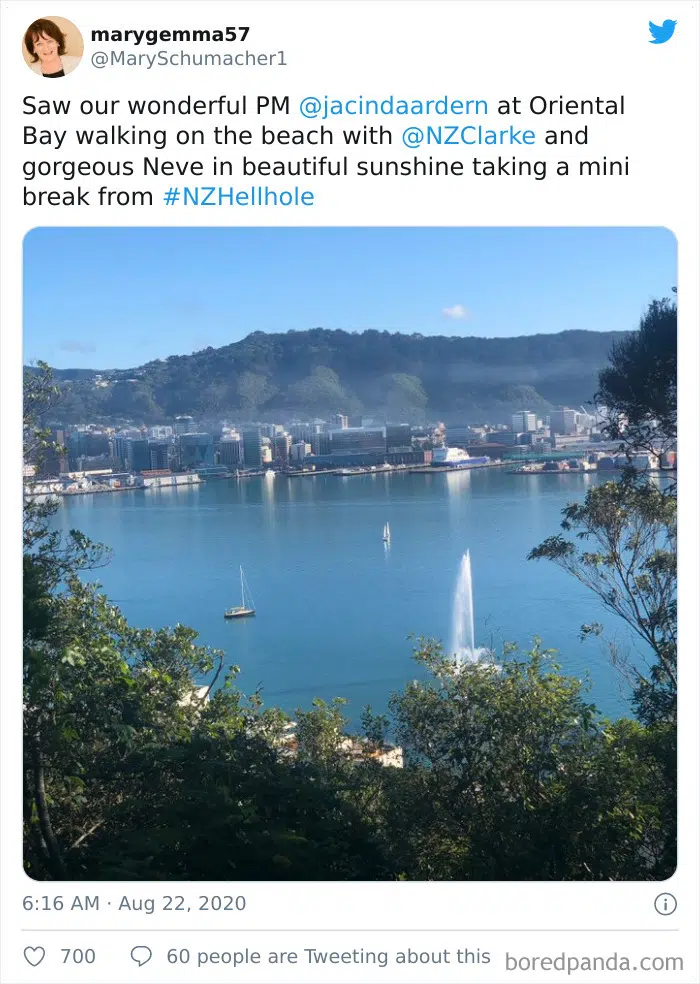 marygemma57
@MarySchumacher1
Saw our wonderful PM @jacindaardern at Oriental
Bay walking on the beach with @NZClarke and
gorgeous Neve in beautiful sunshine taking a mini
break from #NZHellhole
6:16 AM · Aug 22, 2020
700
60 people are Tweeting about this
boredpanda.com